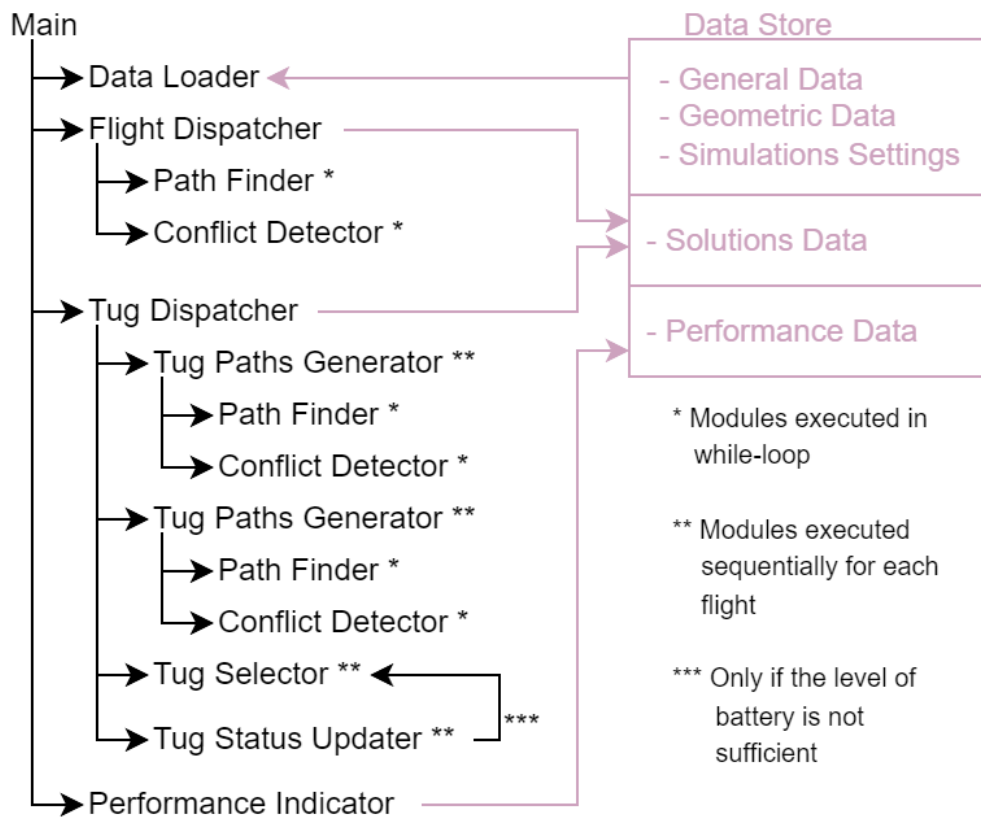 Main
Data Loader
Flight Dispatcher
Path Finder *
Conflict Detector *
Tug Dispatcher
Tug Paths Generator **
Path Finder *
Conflict Detector *
Tug Paths Generator **
Path Finder *
Conflict Detector *
Tug Selector **
Tug Status Updater **
***
Performance Indicator
Data Store
- General Data
- Geometric Data
- Simulations Settings
- Solutions Data
- Performance Data
* Modules executed in
while-loop
** Modules executed
sequentially for each
flight
*** Only if the level of
battery is not
sufficient